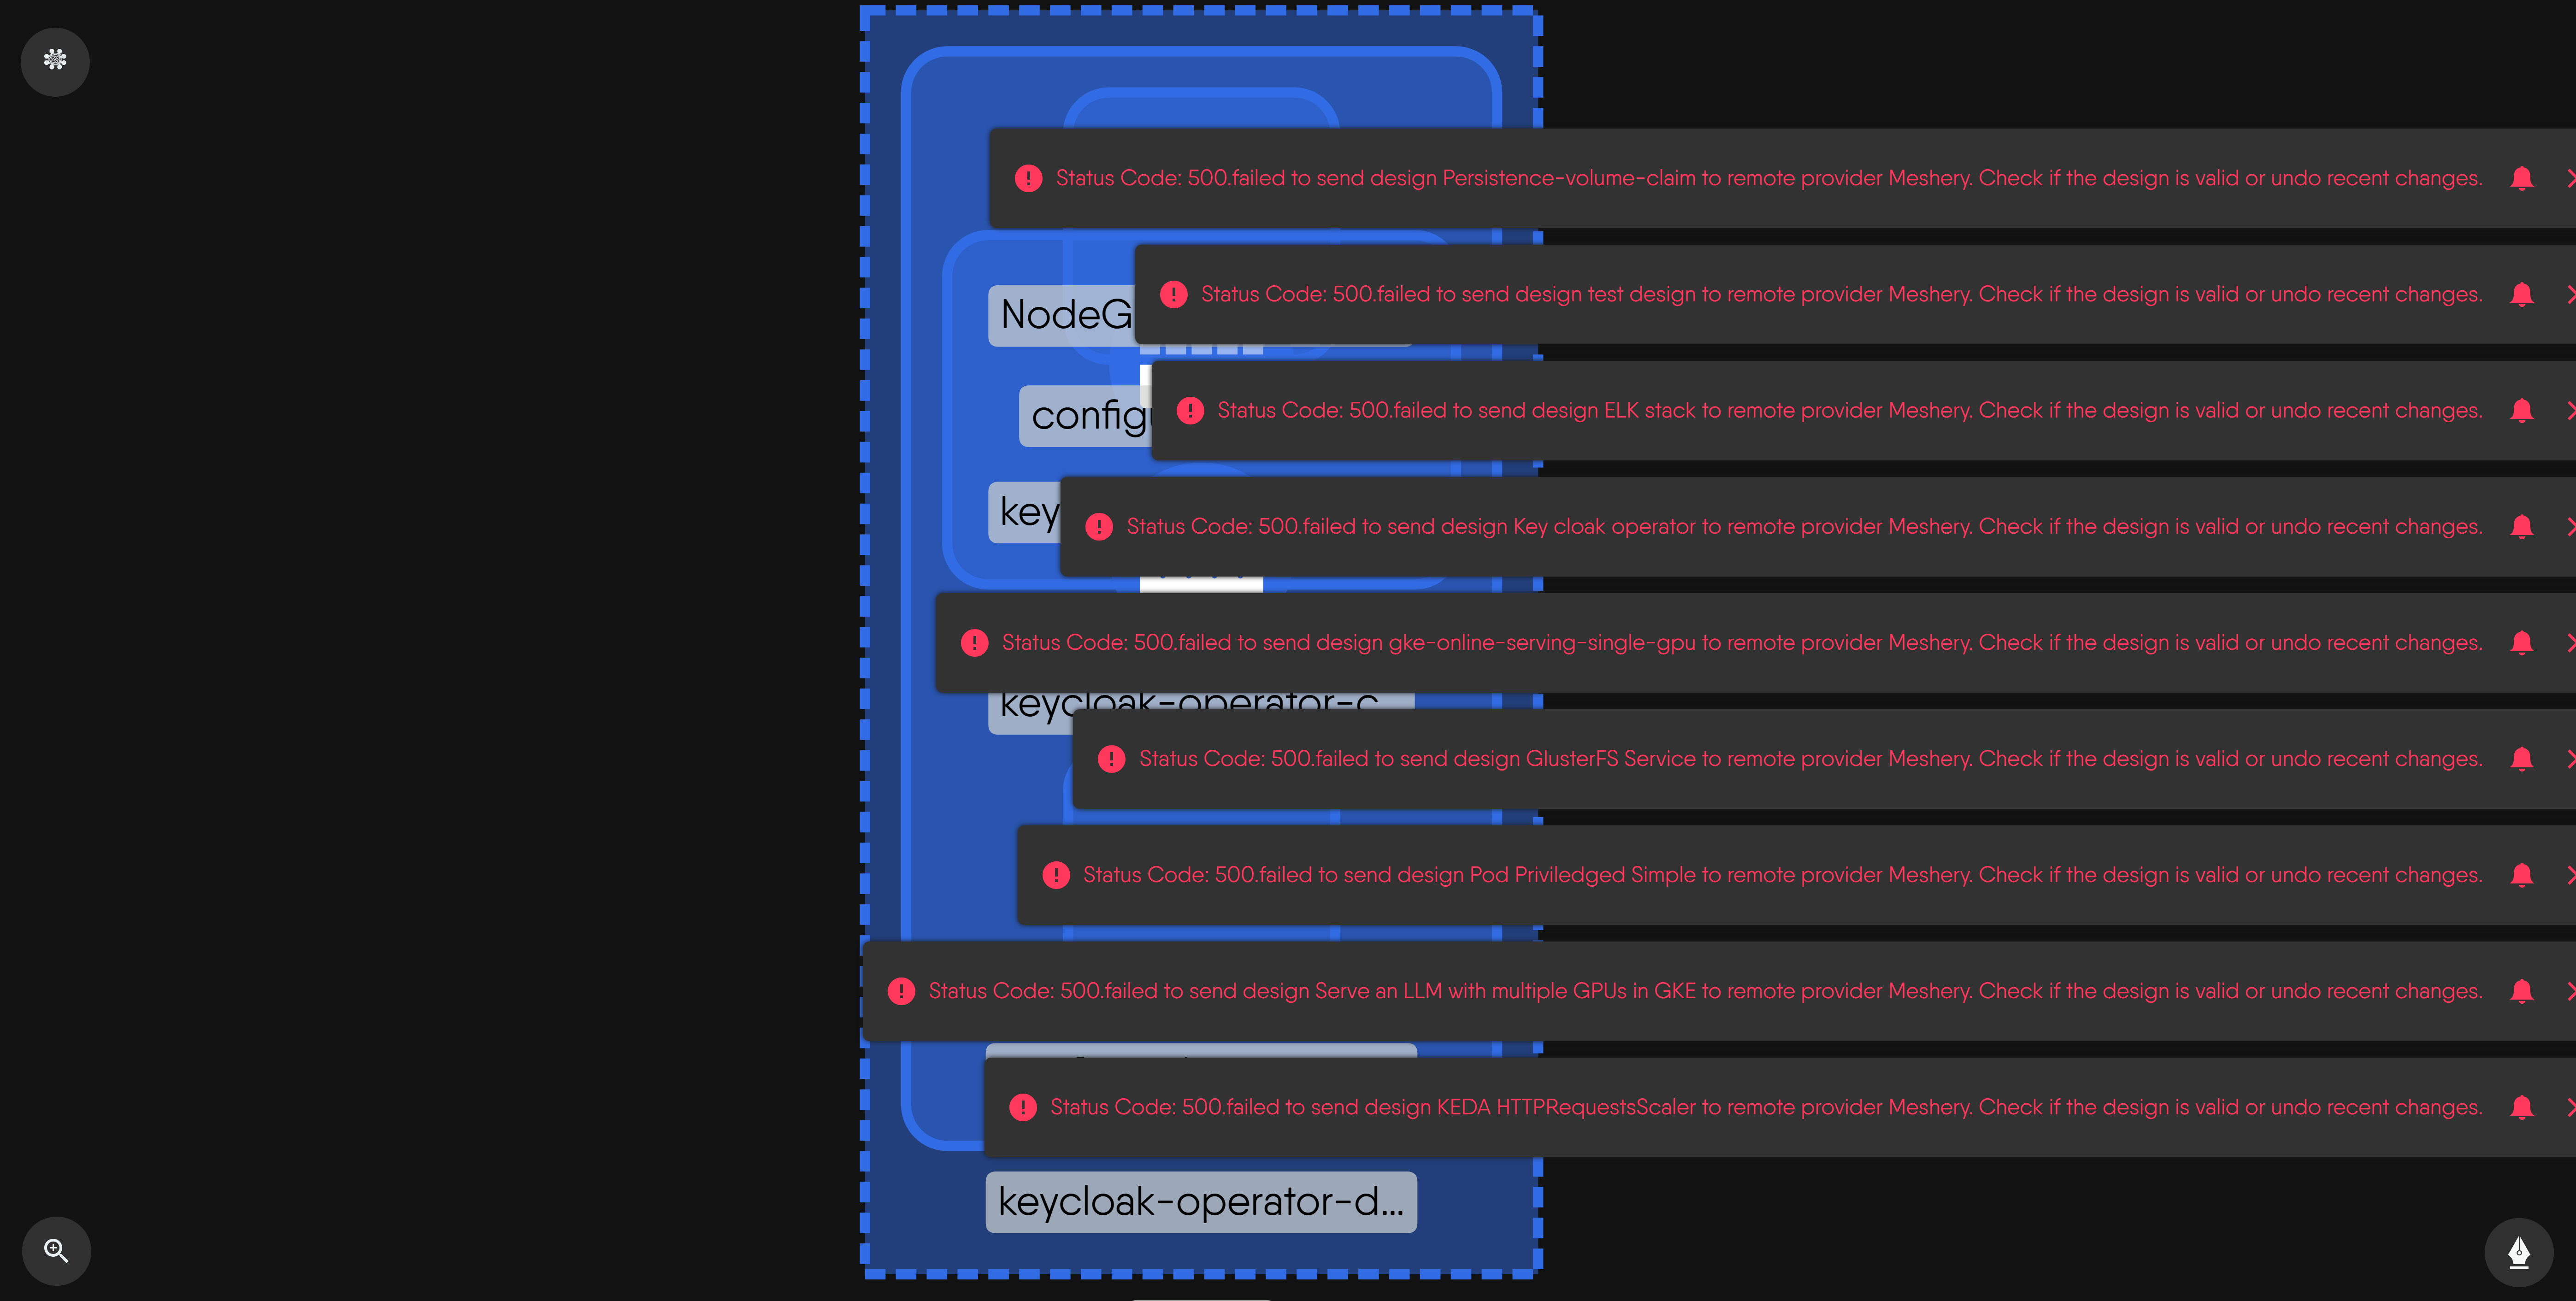 Status Code: 500.failed to send design Persistence-volume-claim to remote provider Meshery. Check if the design is valid or undo recent changes.
Status Code: 500.failed to send design test design to remote provider Meshery. Check if the design is valid or undo recent changes.
NodeG
Status Code: 500.failed to send design ELK stack to remote provider Meshery. Check if the design is valid or undo recent changes.
config
Status Code: 500.failed to send design Key cloak operator to remote provider Meshery. Check if the design is valid or undo recent changes.
key
Status Code: 500.failed to send design gke-online-serving-single-gpu to remote provider Meshery. Check if the design is valid or undo recent changes.
keycloak-operator-c...
Status Code: 500.failed to send design GlusterFS Service to remote provider Meshery. Check if the design is valid or undo recent changes.
Status Code: 500.failed to send design Pod Priviledged Simple to remote provider Meshery. Check if the design is valid or undo recent changes.
Status Code: 500.failed to send design Serve an LLM with multiple GPUs in GKE to remote provider Meshery. Check if the design is valid or undo recent changes.
Status Code: 500.failed to send design KEDA HTTPRequestsScaler to remote provider Meshery. Check if the design is valid or undo recent changes.
keycloak-operator-d...